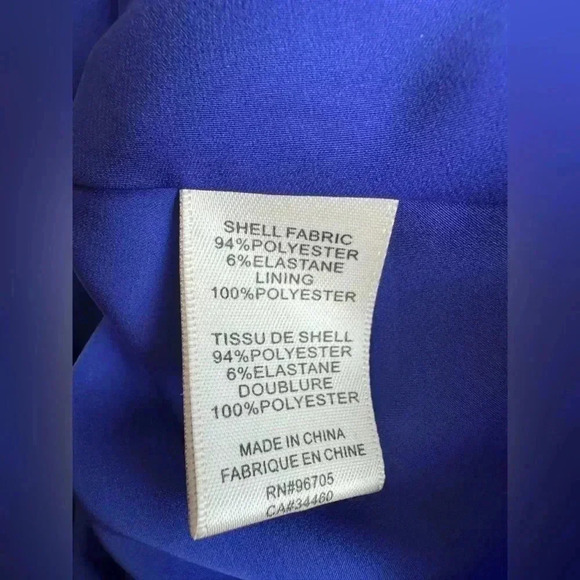 SHELL FABRIC
94%POLYESTER
6%ELASTANE
LINING
100%POLYESTER
TISSU DE SHELL
94%POLYESTER
6%ELASTANE
DOUBLURE
100%POLYESTER
MADE IN CHINA
FABRIQUE EN CHINE
RN#96705
CA#34460